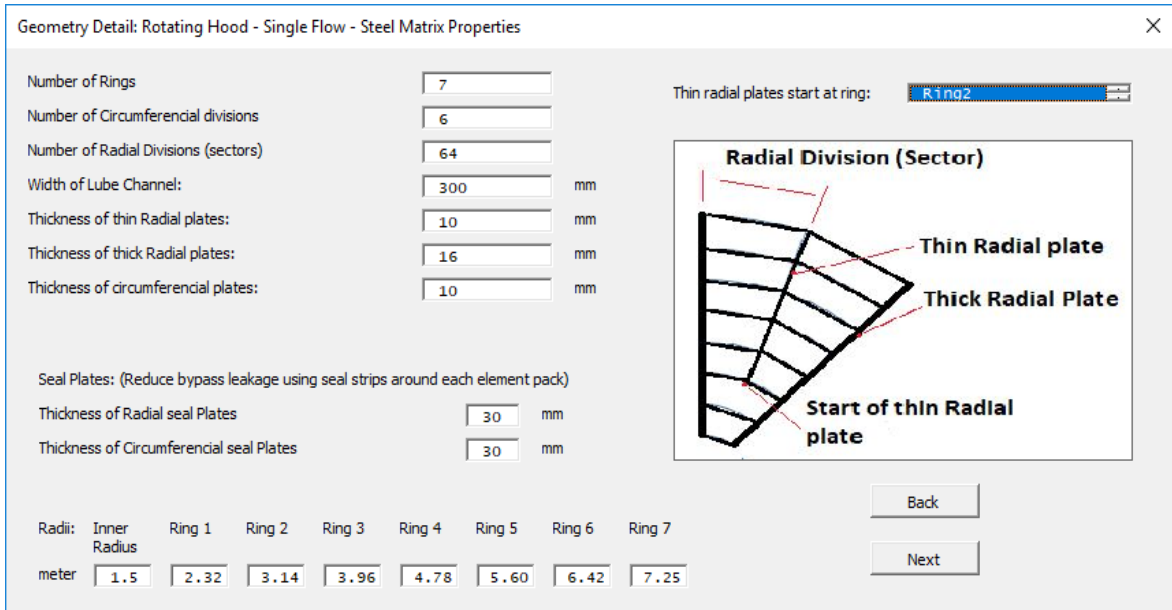 Geometry Detail: Rotating Hood - Single Flow - Steel Matrix Properties
Number of Rings 7
Number of Circumferencial divisions 6
Number of Radial Divisions (sectors) 64
Width of Lube Channel: 300 mm
Thickness of thin Radial plates: 10 mm
Thickness of thick Radial plates: 16 mm
Thickness of circumferencial plates: 10 mm
Thin radial plates start at ring: Ring2
Radial Division (Sector)
Thin Radial plate
Thick Radial Plate
Start of thin Radial
plate
Seal Plates: (Reduce bypass leakage using seal strips around each element pack)
Thickness of Radial seal Plates 30 mm
Thickness of Circumferencial seal Plates 30 mm
Back
Next
Radii: Inner Radius Ring 1 Ring 2 Ring 3 Ring 4 Ring 5 Ring 6 Ring 7
meter 1.5 2.32 3.14 3.96 4.78 5.60 6.42 7.25